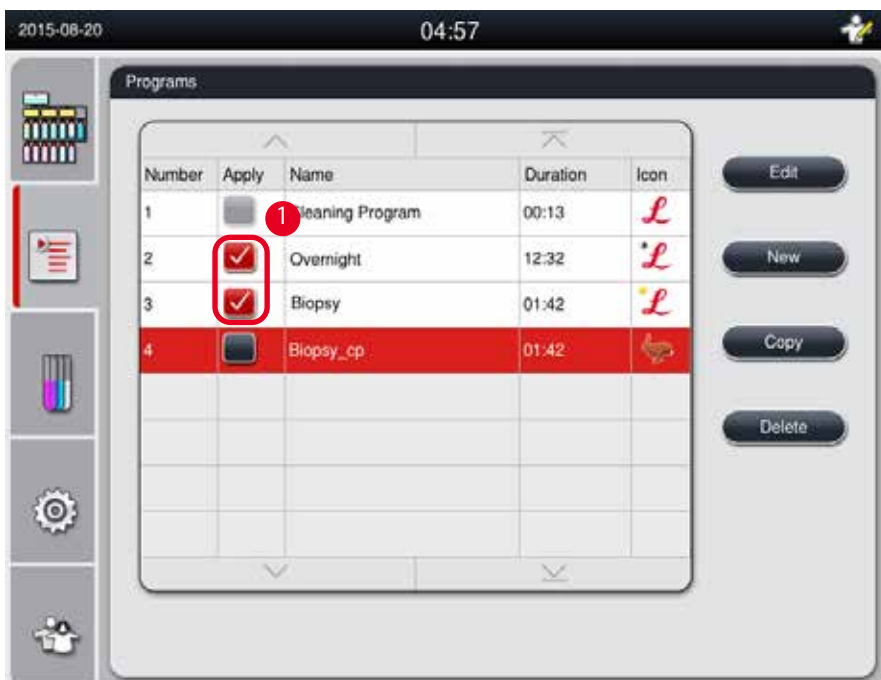 2015-08-20 04:57
Programs
Number Apply Name Duration Icon
1 Cleaning Program 00:13 L
2 Overnight 12:32 L
3 Biopsy 01:42 L
4 Biopsy_cp 01:42
1
Edit
New
Copy
Delete